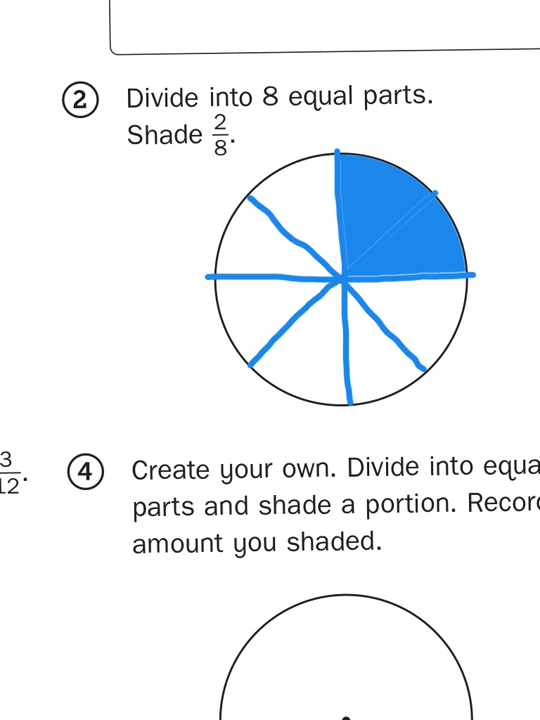 2 Divide into 8 equal parts.
Shade 2/8.
3/12.
4 Create your own. Divide into equa
parts and shade a portion. Recor
amount you shaded.